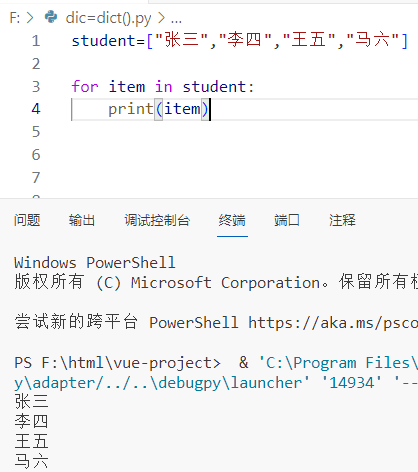 F: > dic=dict().py > ...
1 student=["张三","李四","王五","马六"]
2
3 for item in student:
4     print(item)
5
6
7
问题 输出 调试控制台 终端 端口 注释
Windows PowerShell
版权所有 (C) Microsoft Corporation。保留所有
尝试新的跨平台 PowerShell https://aka.ms/psco
PS F:\html\vue-project>  & 'C:\Program Files\
y\adapter/../..\debugpy\launcher' '14934' '--
张三
李四
王五
马六